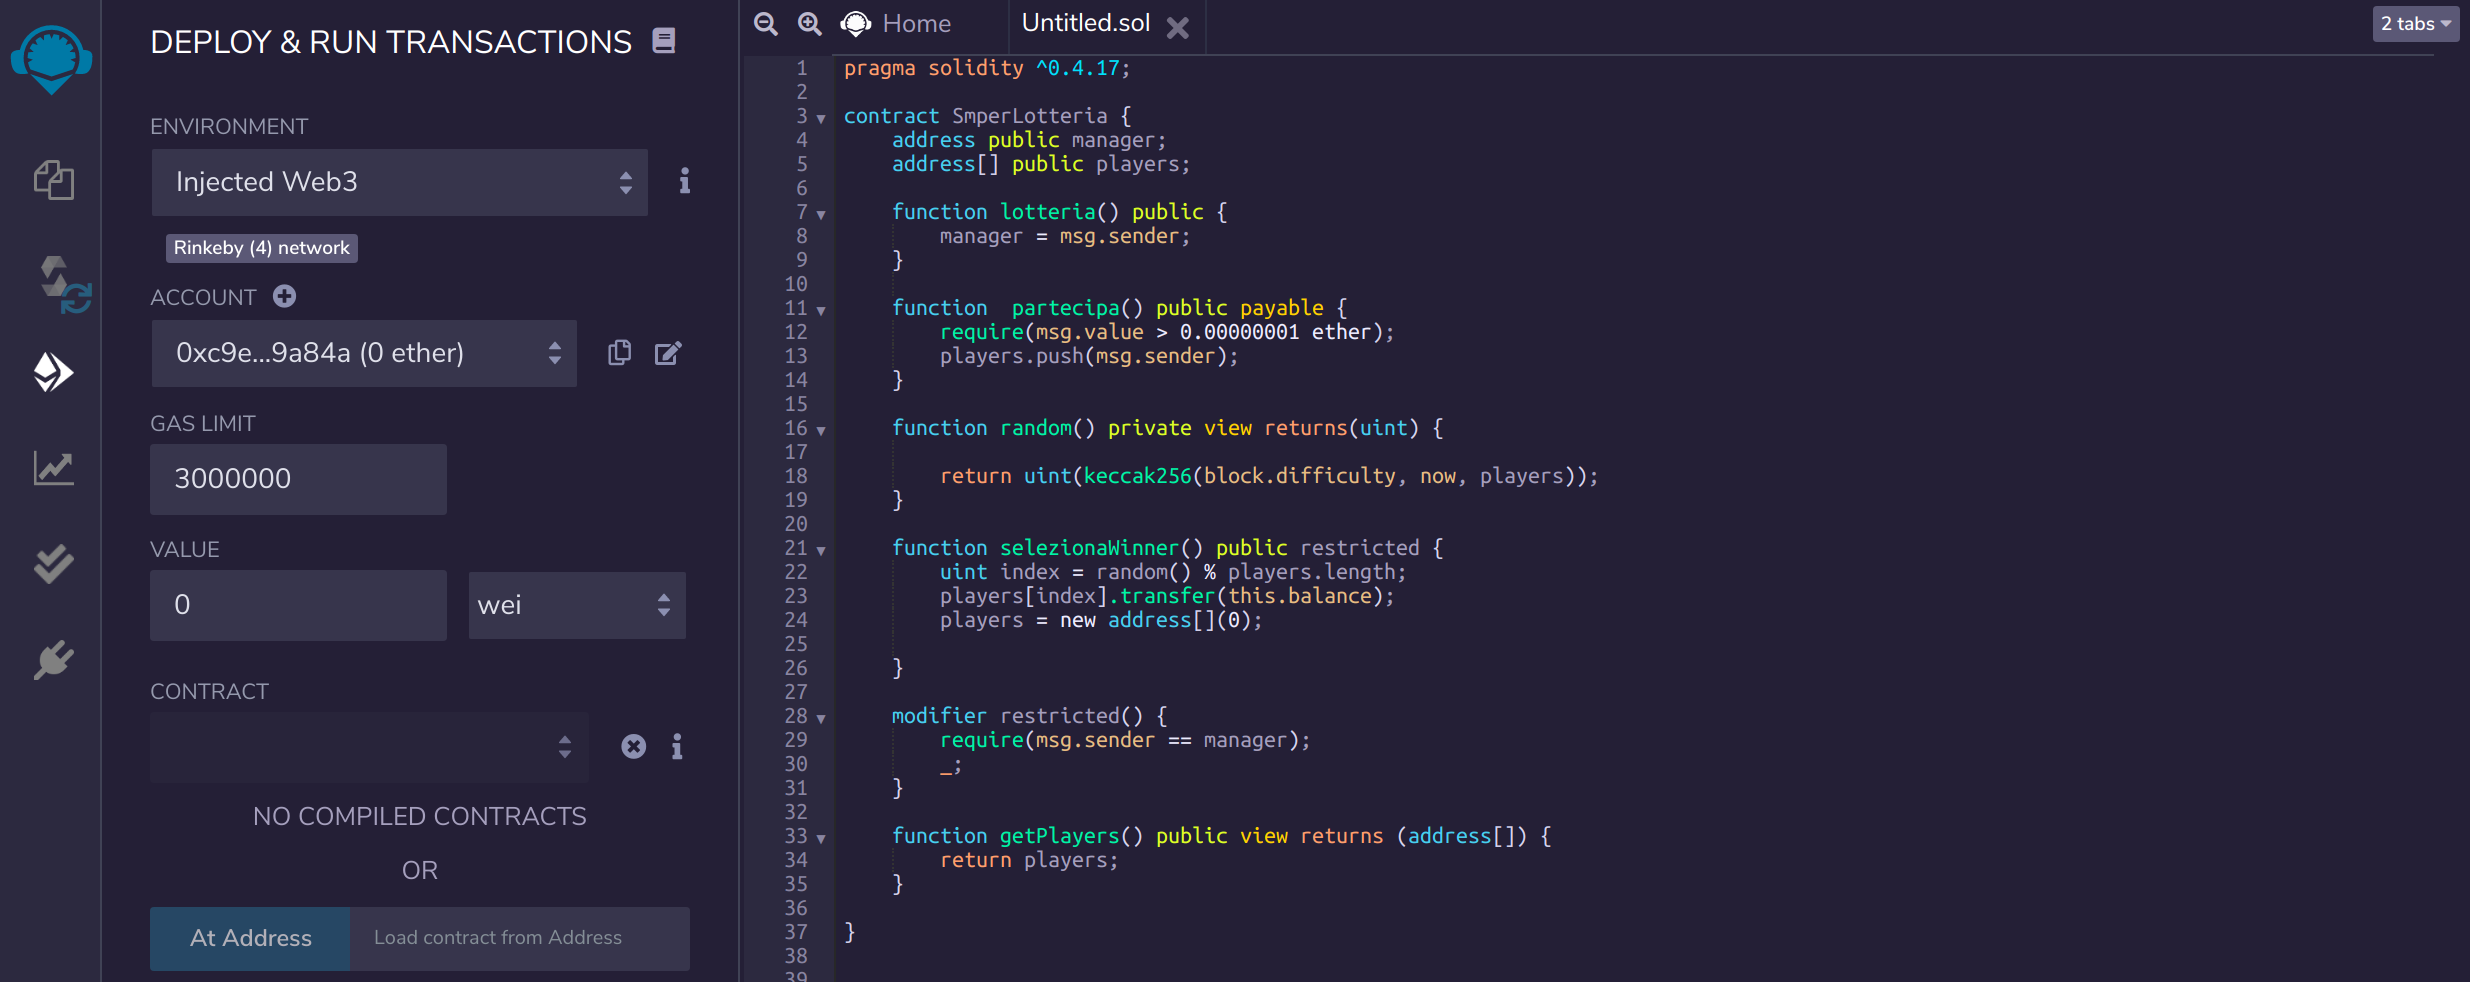 DEPLOY & RUN TRANSACTIONS
ENVIRONMENT
Injected Web3
Rinkeby (4) network
ACCOUNT
0xc9e...9a84a (0 ether)
GAS LIMIT
3000000
VALUE
0 wei
CONTRACT
NO COMPILED CONTRACTS
OR
At Address Load contract from Address
Home Untitled.sol 2 tabs
1 pragma solidity ^0.4.17;
2
3 contract SmperLotteria {
4 address public manager;
5 address[] public players;
6
7 function lotteria() public {
8 manager = msg.sender;
9 }
10
11 function  partecipa() public payable {
12 require(msg.value > 0.00000001 ether);
13 players.push(msg.sender);
14 }
15
16 function random() private view returns(uint) {
17
18 return uint(keccak256(block.difficulty, now, players));
19 }
20
21 function selezionaWinner() public restricted {
22 uint index = random() % players.length;
23 players[index].transfer(this.balance);
24 players = new address[](0);
25
26 }
27
28 modifier restricted() {
29 require(msg.sender == manager);
30 _;
31 }
32
33 function getPlayers() public view returns (address[]) {
34 return players;
35 }
36
37 }
38
39